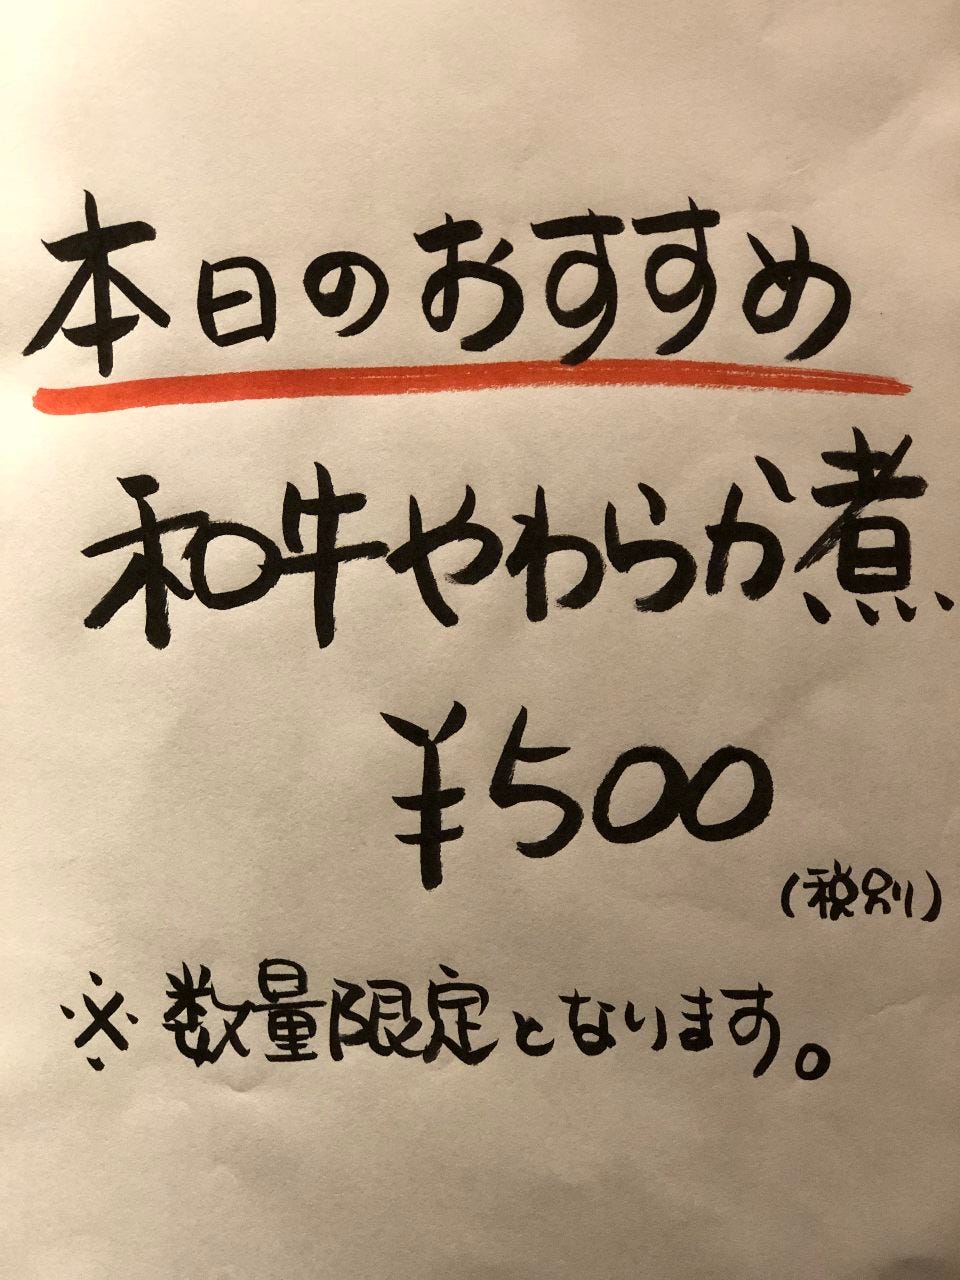 本日のおすすめ
和牛やわらか煮
¥500
(税別)
※数量限定となります。